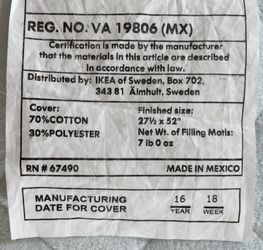 REG. NO. VA 19806 (MX)
Certification is made by the manufacturer
that the materials in this article are described
in accordance with law.
Distributed by: IKEA of Sweden, Box 702,
343 81 Älmhult, Sweden
Cover:
70%COTTON
30%POLYESTER
Finished size:
27½ x 52"
Net Wt. of Filling Matls:
7 lb 0 oz
RN # 67490
MADE IN MEXICO
MANUFACTURING
DATE FOR COVER
16
YEAR
18
WEEK